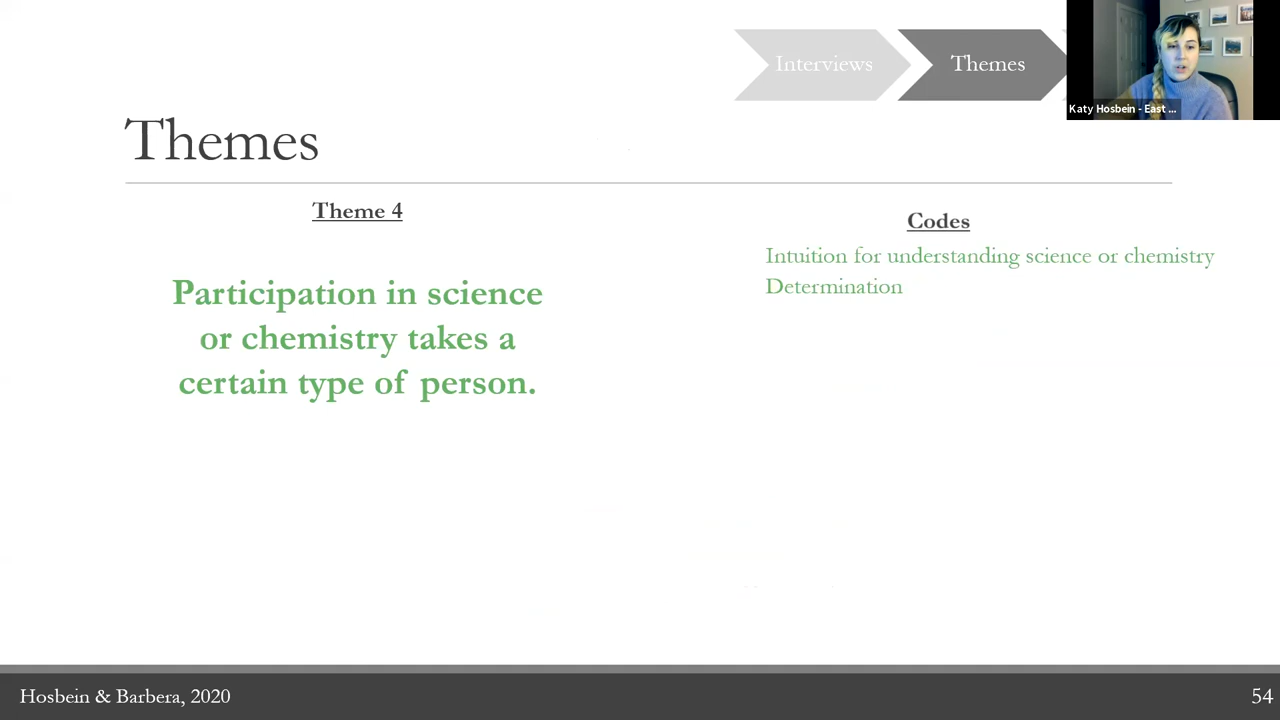 Interviews
Themes
Katy Hosbein - East ...
Themes
Theme 4
Participation in science
or chemistry takes a
certain type of person.
Codes
Intuition for understanding science or chemistry
Determination
Hosbein & Barbera, 2020
54